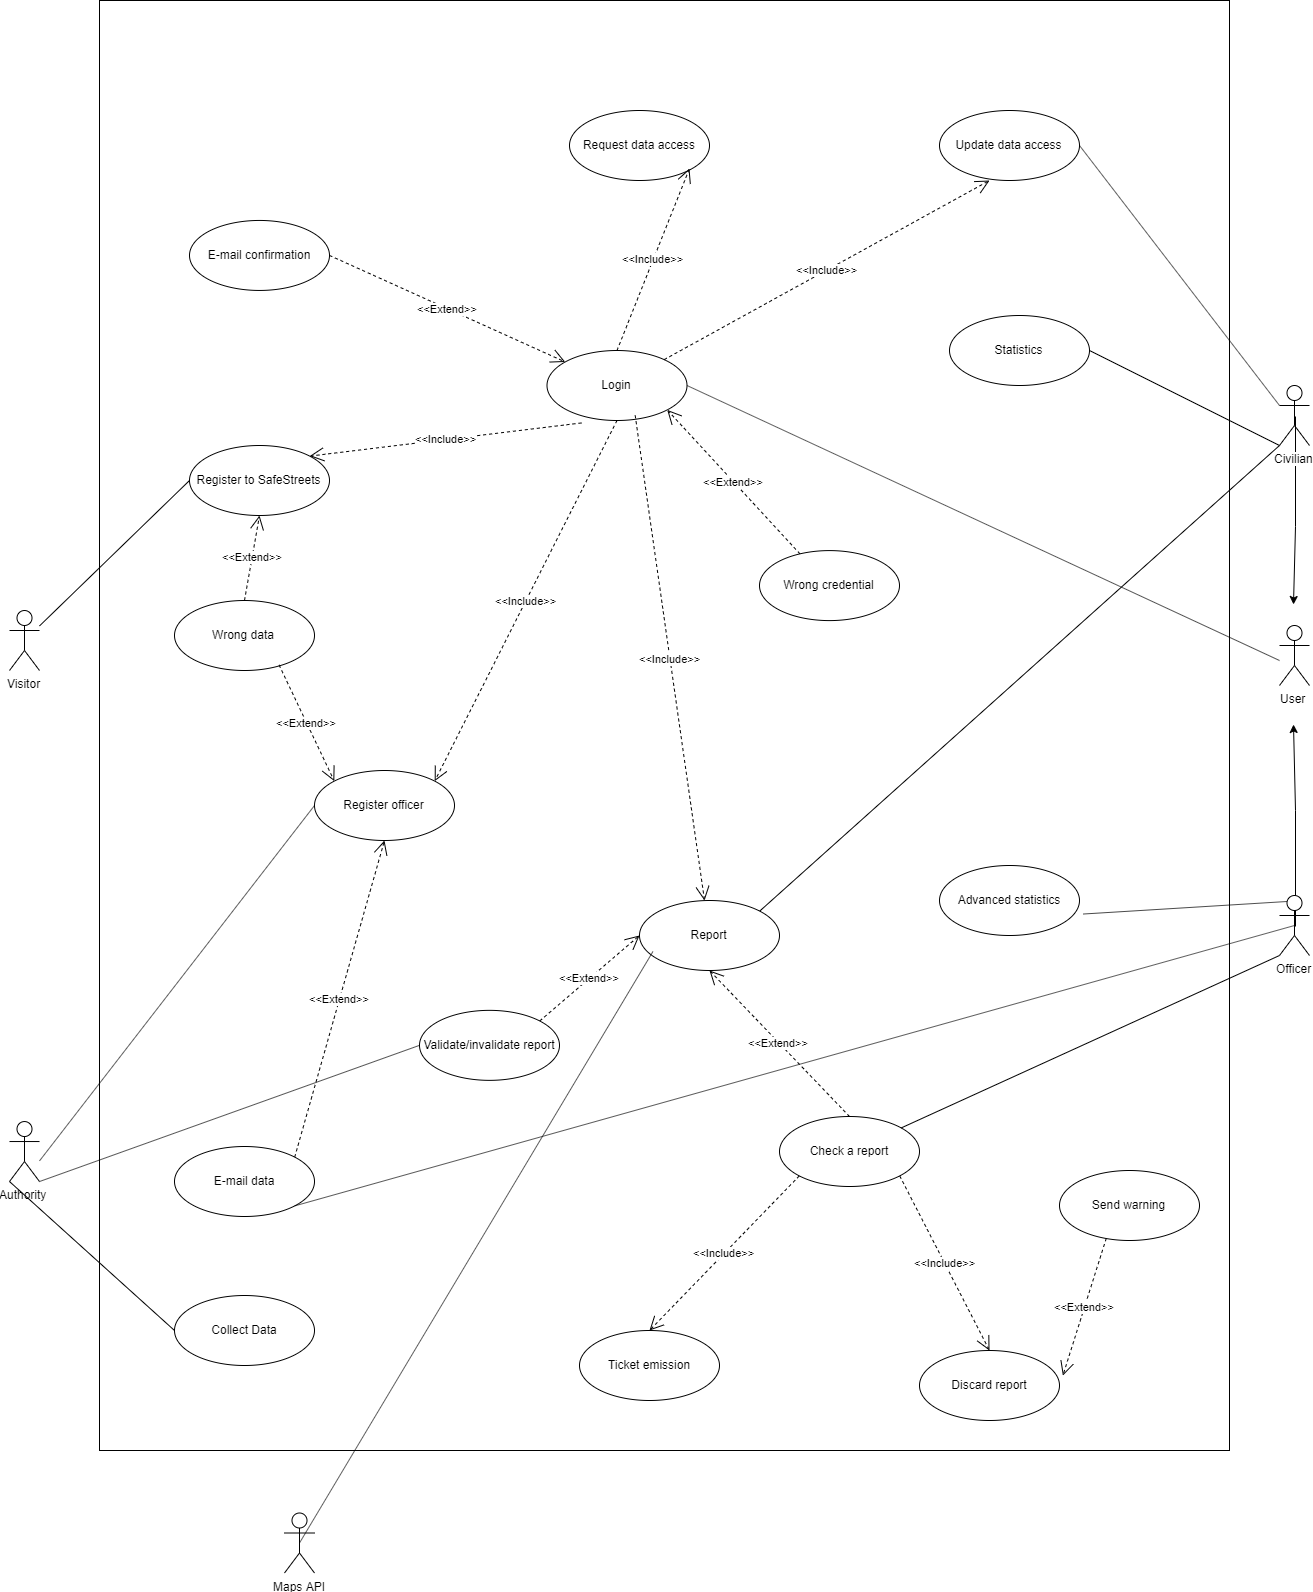 Request data access
Update data access
E-mail confirmation
<<Include>>
<<Include>>
<<Extend>>
Statistics
Login
<<Include>>
Civilian
Register to SafeStreets
<<Extend>>
<<Extend>>
Wrong credential
<<Include>>
Wrong data
<<Include>>
Visitor
User
<<Extend>>
Register officer
Advanced statistics
Report
Officer
<<Extend>>
<<Extend>>
Validate/invalidate report
<<Extend>>
Check a report
E-mail data
Authority
Send warning
<<Include>>
<<Include>>
<<Extend>>
Collect Data
Ticket emission
Discard report
Maps API